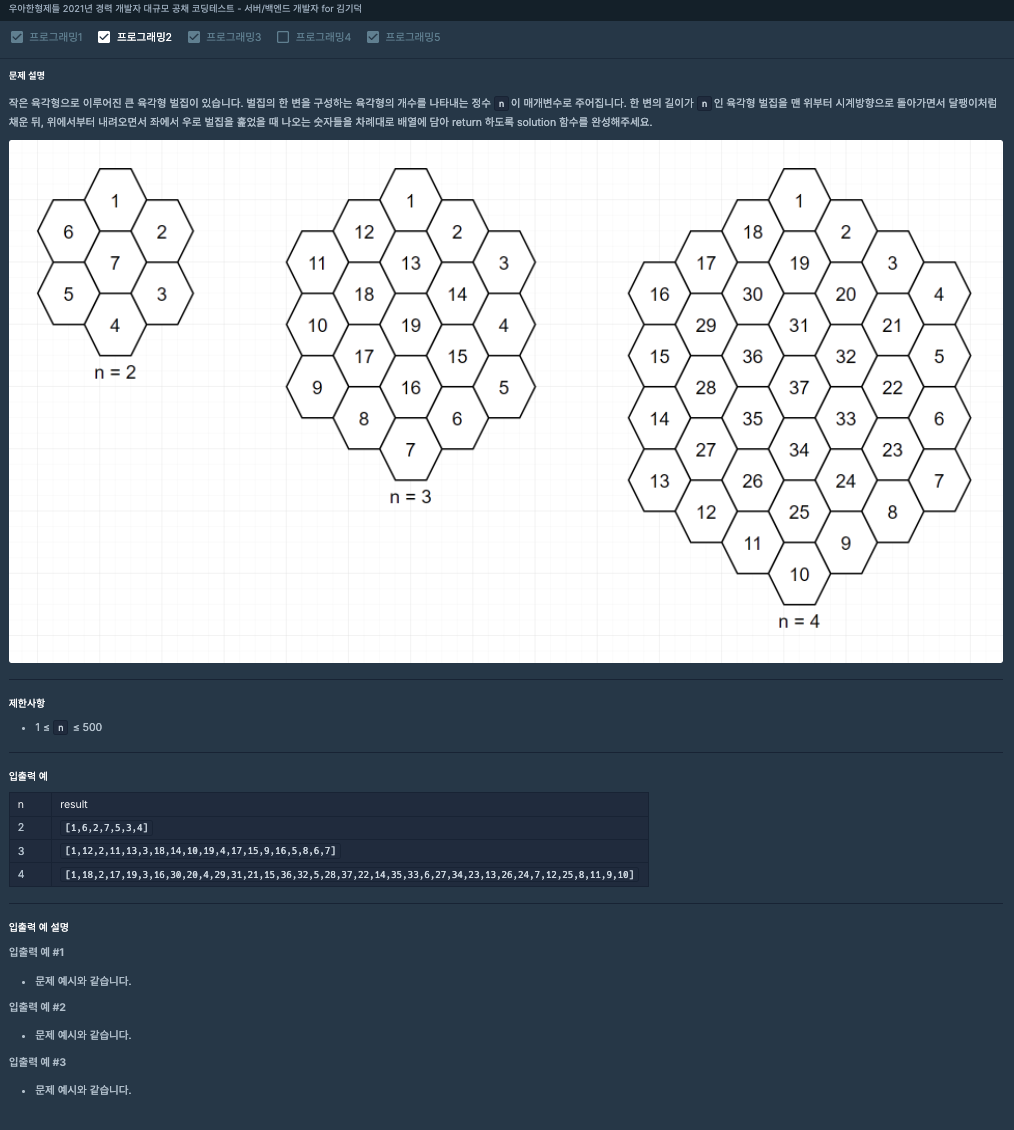 우아한형제들 2021년 경력 개발자 대규모 공채 코딩테스트 - 서버/백엔드 개발자 for 김기덕
프로그래밍1 프로그래밍2 프로그래밍3 프로그래밍4 프로그래밍5
문제 설명
작은 육각형으로 이루어진 큰 육각형 벌집이 있습니다. 벌집의 한 변을 구성하는 육각형의 개수를 나타내는 정수 n 이 매개변수로 주어집니다. 한 변의 길이가 n 인 육각형 벌집을 맨 위부터 시계방향으로 돌아가면서 달팽이처럼
채운 뒤, 위에서부터 내려오면서 좌에서 우로 벌집을 훑었을 때 나오는 숫자들을 차례대로 배열에 담아 return 하도록 solution 함수를 완성해주세요.
1
6 2
7
5 3
4
n = 2
1
12 2
11 13 3
18 14
10 19 4
17 15
9 16 5
8 6
7
n = 3
1
18 2
17 19 3
16 30 20 4
29 31 21
15 36 32 5
28 37 22
14 35 33 6
27 34 23
13 26 24 7
12 25 8
11 9
10
n = 4
제한사항
• 1 ≤ n ≤ 500
입출력 예
n result
2 [1,6,2,7,5,3,4]
3 [1,12,2,11,13,3,18,14,10,19,4,17,15,9,16,5,8,6,7]
4 [1,18,2,17,19,3,16,30,20,4,29,31,21,15,36,32,5,28,37,22,14,35,33,6,27,34,23,13,26,24,7,12,25,8,11,9,10]
입출력 예 설명
입출력 예 #1
• 문제 예시와 같습니다.
입출력 예 #2
• 문제 예시와 같습니다.
입출력 예 #3
• 문제 예시와 같습니다.